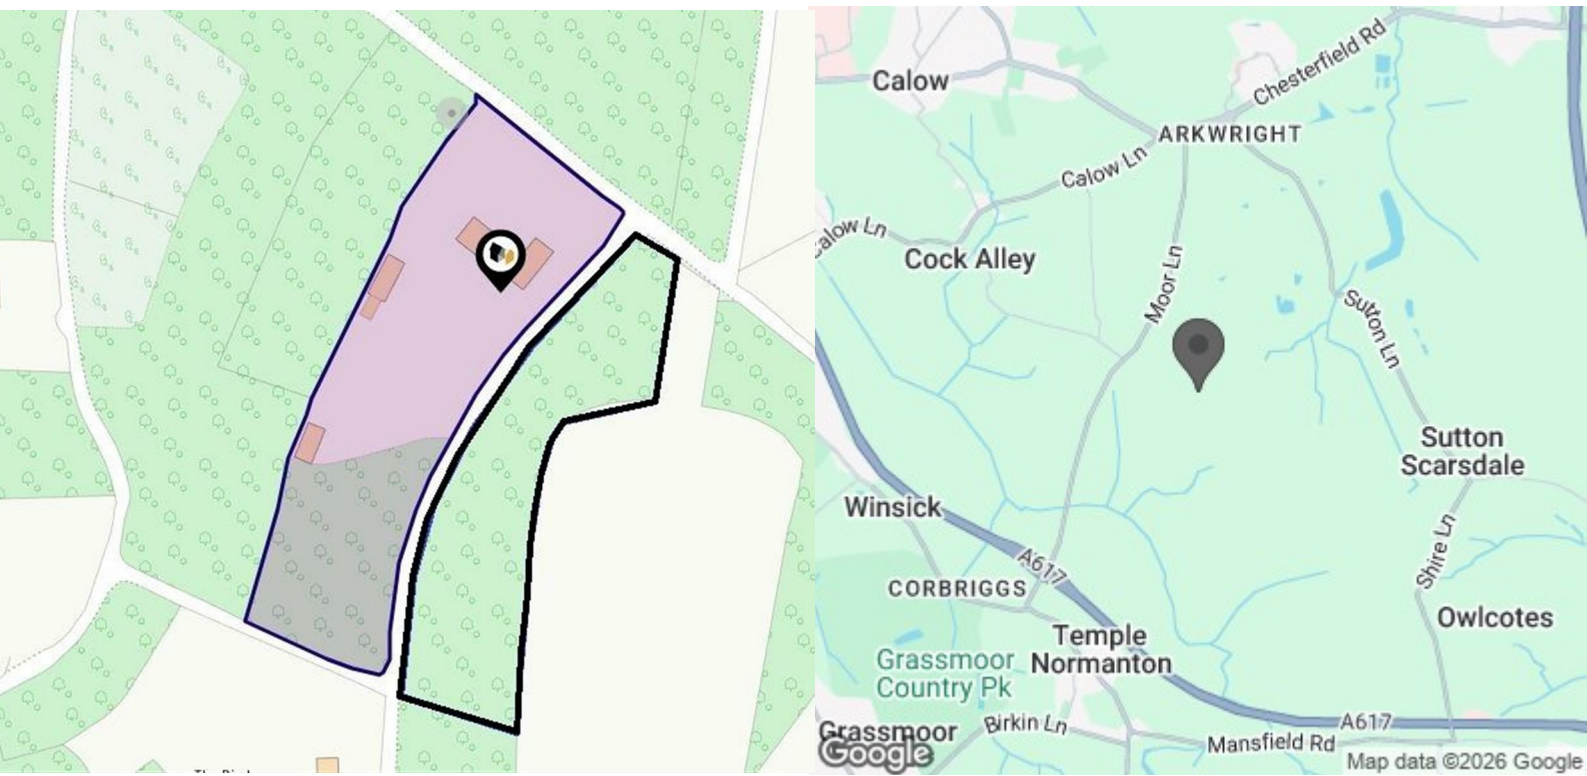 Calow
Chesterfield Rd
ARKWRIGHT
Calow Ln
Calow Ln
Cock Alley
Moor Ln
Sutton Ln
Sutton
Scarsdale
Winsick
A617
Shire Ln
CORBRIGGS
Owlcotes
Temple
Normanton
Grassmoor
Country Pk
Birkin Ln
A617
Grassmoor
Mansfield Rd
Google
Map data ©2026 Google